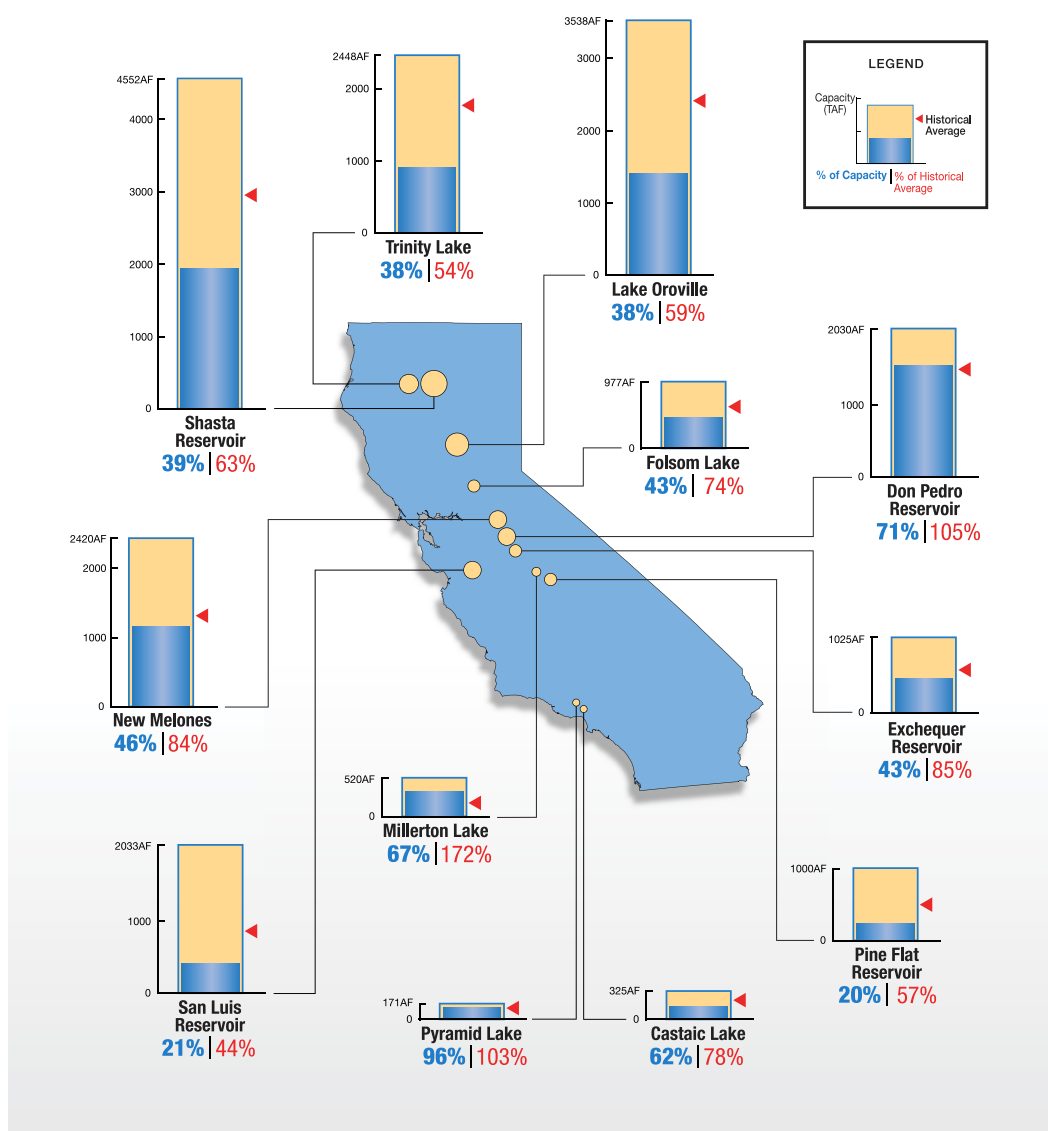 LEGEND
Capacity
(TAF)
Historical
Average
% of Capacity | % of Historical
Average
4552AF
4000
3000
2000
1000
0
Shasta
Reservoir
39% | 63%
2448AF
2000
1000
0
Trinity Lake
38% | 54%
3538AF
3000
2000
1000
0
Lake Oroville
38% | 59%
977AF
0
Folsom Lake
43% | 74%
2030AF
1000
0
Don Pedro
Reservoir
71% | 105%
2420AF
2000
1000
0
New Melones
46% | 84%
1025AF
0
Exchequer
Reservoir
43% | 85%
520AF
0
Millerton Lake
67% | 172%
2033AF
1000
0
San Luis
Reservoir
21% | 44%
1000AF
0
Pine Flat
Reservoir
20% | 57%
171AF
0
Pyramid Lake
96% | 103%
325AF
0
Castaic Lake
62% | 78%